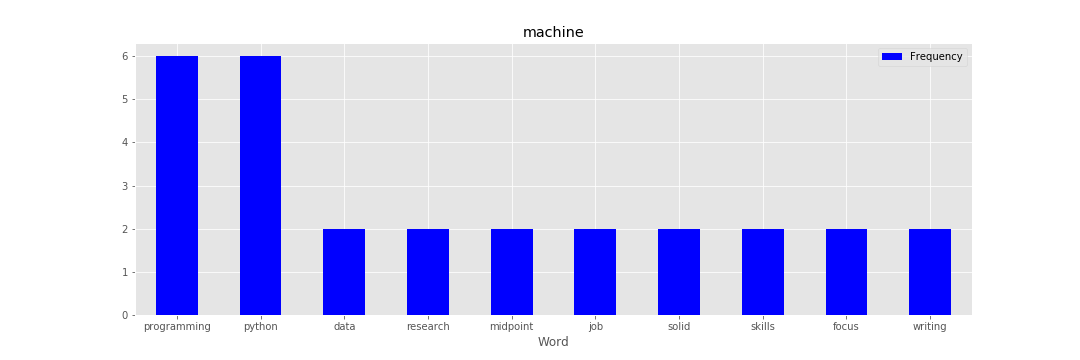 machine
Frequency
6
5
4
3
2
1
0
programming python data research midpoint job solid skills focus writing
Word